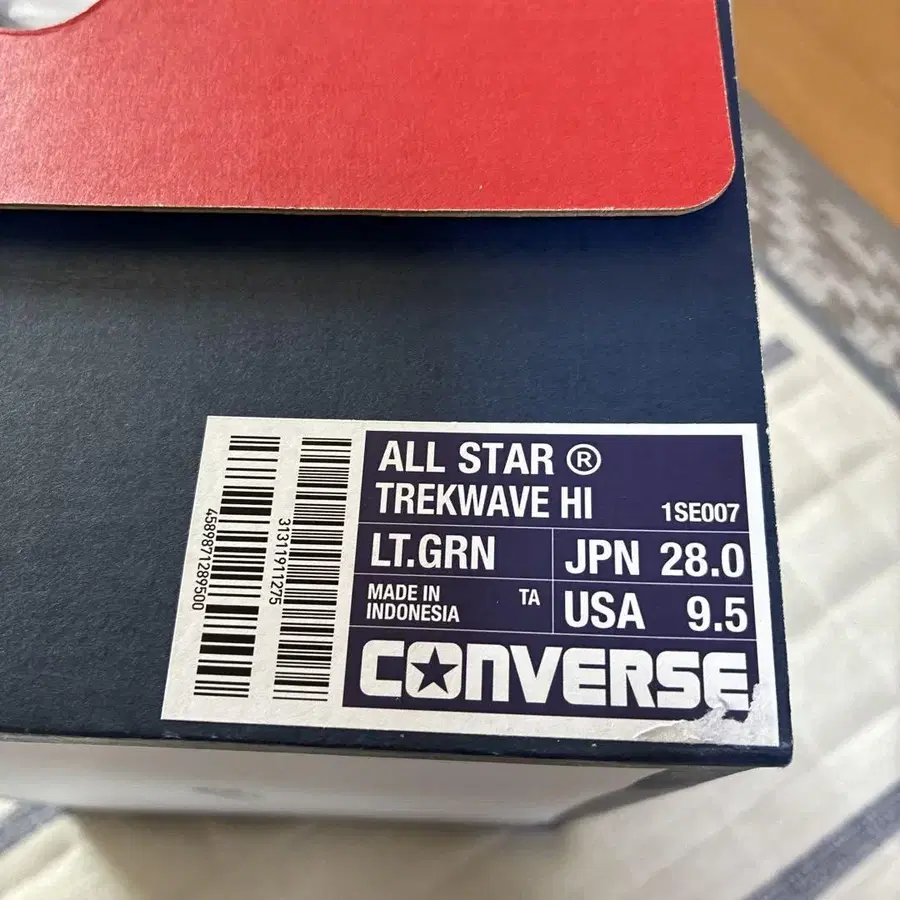 ALL STAR ®
TREKWAVE HI 1SE007
LT.GRN JPN 28.0
MADE IN INDONESIA TA USA 9.5
CONVERSE
4589871289500
31311911275